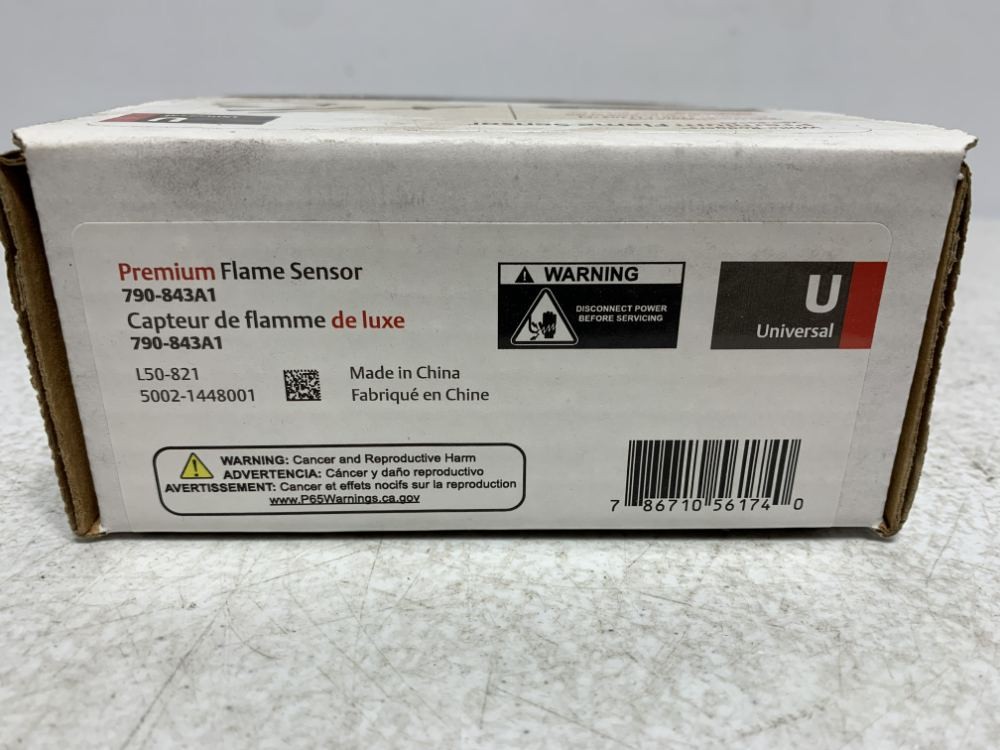 U
Flame Sensor
Premium Flame Sensor
790-843A1
Capteur de flamme de luxe
790-843A1
L50-821
5002-1448001
Made in China
Fabriqué en Chine
WARNING
DISCONNECT POWER
BEFORE SERVICING
U
Universal
WARNING: Cancer and Reproductive Harm
ADVERTENCIA: Cáncer y daño reproductivo
AVERTISSEMENT: Cancer et effets nocifs sur la reproduction
www.P65Warnings.ca.gov
7 86710 56174 0